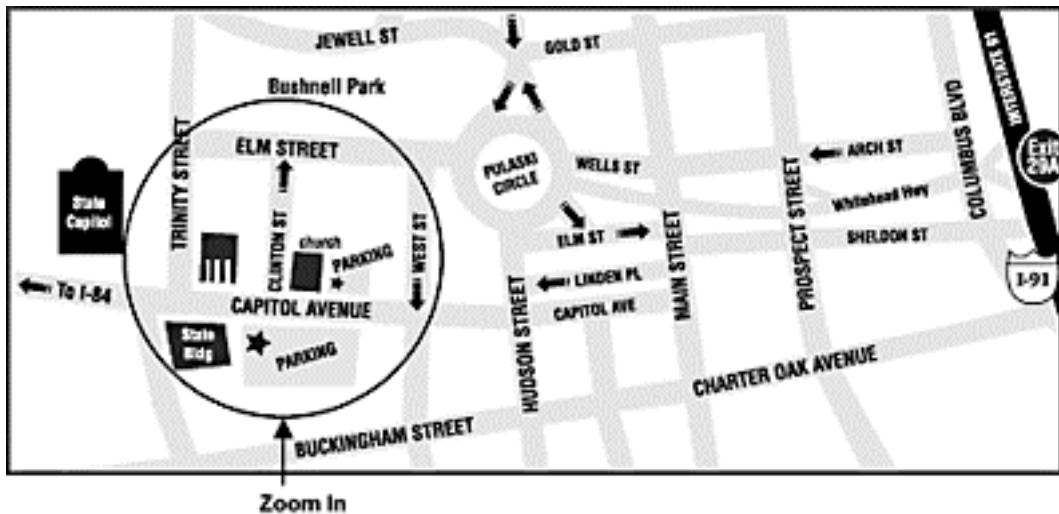 JEWELL ST
GOLD ST
INTERSTATE 91
Bushnell Park
TRINITY STREET
ELM STREET
PULASKI
CIRCLE
WELLS ST
ARCH ST
Exit
29A
COLUMBUS BLVD
State
Capitol
CLINTON ST
church
PARKING
WEST ST
ELM ST
MAIN STREET
PROSPECT STREET
Whitehead Hwy
SHELDON ST
I-91
To I-84
CAPITOL AVENUE
LINDEN PL
CAPITOL AVE
HUDSON STREET
State
Bldg
PARKING
CHARTER OAK AVENUE
BUCKINGHAM STREET
Zoom In